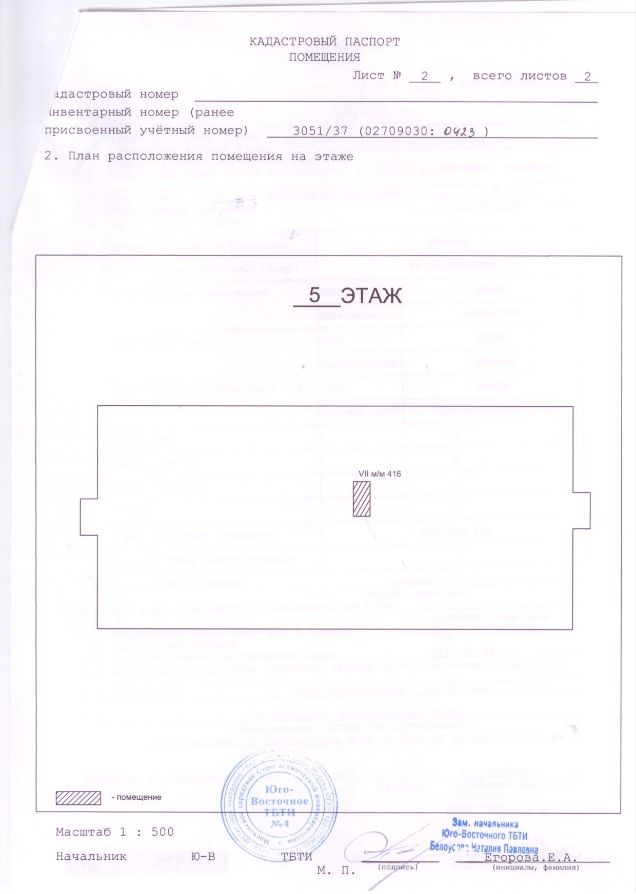 КАДАСТРОВЫЙ ПАСПОРТ
ПОМЕЩЕНИЯ
Лист № 2 , всего листов 2
адастровый номер
нвентарный номер (ранее
присвоенный учётный номер) 3051/37 (02709030: 0423 )
2. План расположения помещения на этаже
5 ЭТАЖ
VII м/м 416
- помещение
Юго-
Восточное
ТБТИ
№4
Масштаб 1 : 500
Зам. начальника
Юго-Восточного ТБТИ
Белоусова Наталия Павловна
Начальник Ю-В ТБТИ Егорова.Е.А.
(подпись) (инициалы, фамилия)
М. П.